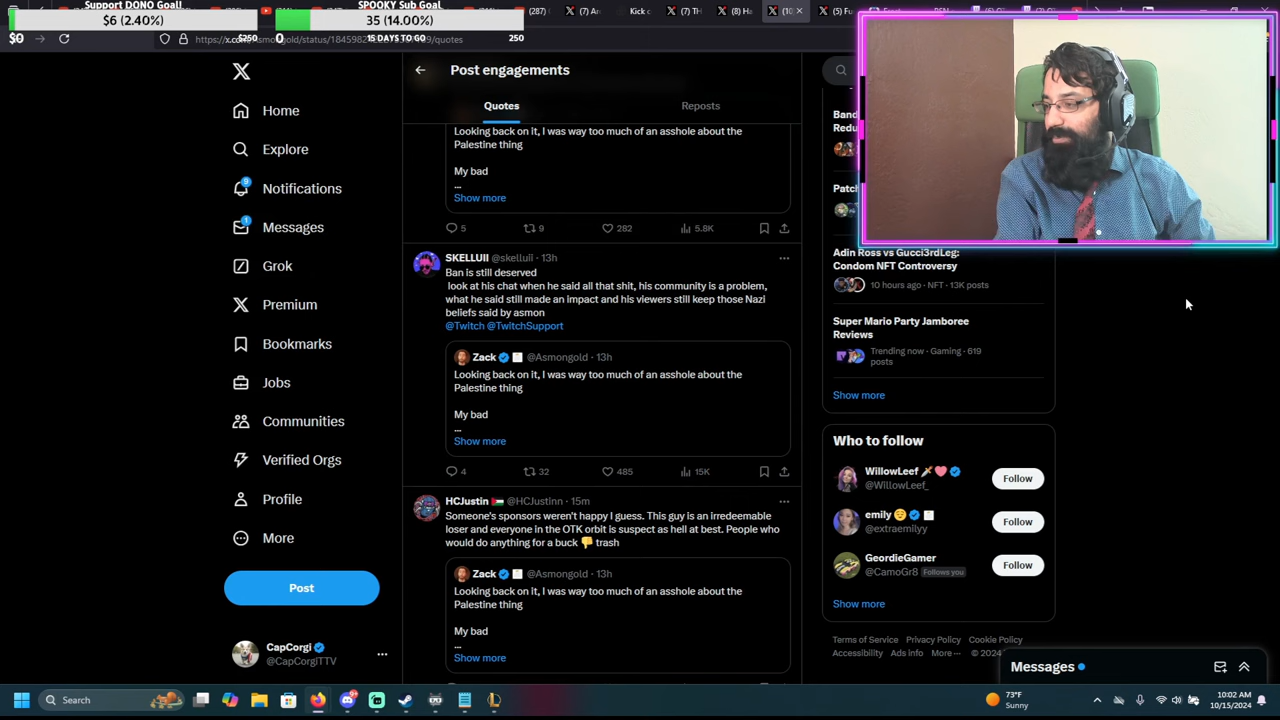 Support DONO Goal
$6 (2.40%)
$0
$250
SPOOKY Sub Goal
35 (14.00%)
0
15 DAYS TO GO
250
Post engagements
Quotes
Reposts
Home
Explore
Notifications
Messages
Grok
Premium
Bookmarks
Jobs
Communities
Verified Orgs
Profile
More
Post
CapCorgi
@CapCorgiTTV
Looking back on it, I was way too much of an asshole about the
Palestine thing
My bad
...
Show more
5
9
282
5.8K
SKELLUII @skelluii · 13h
Ban is still deserved
look at his chat when he said all that shit, his community is a problem,
what he said still made an impact and his viewers still keep those Nazi
beliefs said by asmon
@Twitch @TwitchSupport
Zack @Asmongold · 13h
Looking back on it, I was way too much of an asshole about the
Palestine thing
My bad
...
Show more
4
32
485
15K
HCJustin @HCJustinn · 15m
Someone's sponsors weren't happy I guess. This guy is an irredeemable
loser and everyone in the OTK orbit is suspect as hell at best. People who
would do anything for a buck 👎 trash
Zack @Asmongold · 13h
Looking back on it, I was way too much of an asshole about the
Palestine thing
My bad
...
Show more
Adin Ross vs Gucci3rdLeg:
Condom NFT Controversy
10 hours ago · NFT · 13K posts
Super Mario Party Jamboree
Reviews
Trending now · Gaming · 619
posts
Show more
Who to follow
WillowLeef
@WillowLeef_
Follow
emily
@extraemilyy
Follow
GeordieGamer
@CamoGr8 Follows you
Follow
Show more
Terms of Service Privacy Policy Cookie Policy
Accessibility Ads info More ... © 2024
Messages
Search
73°F
Sunny
10:02 AM
10/15/2024